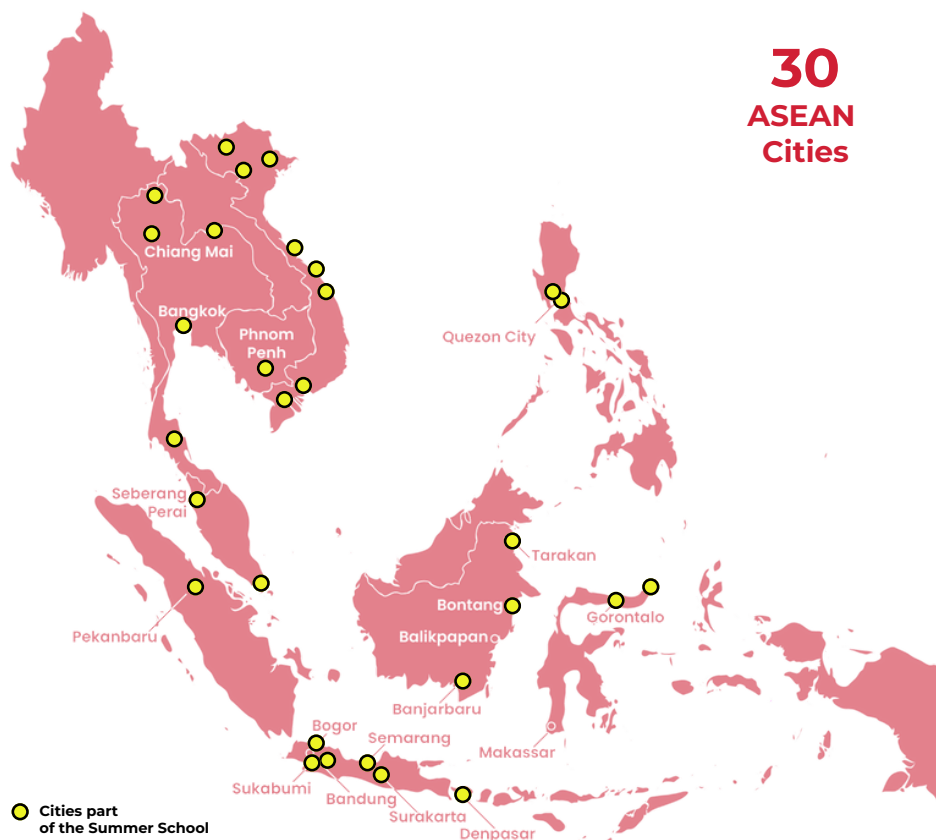 30
ASEAN
Cities
Chiang Mai
Bangkok
Phnom
Penh
Quezon City
Seberang
Perai
Tarakan
Bontang
Gorontalo
Pekanbaru
Balikpapan
Banjarbaru
Bogor
Semarang
Makassar
Sukabumi
Bandung
Surakarta
Denpasar
Cities part
of the Summer School